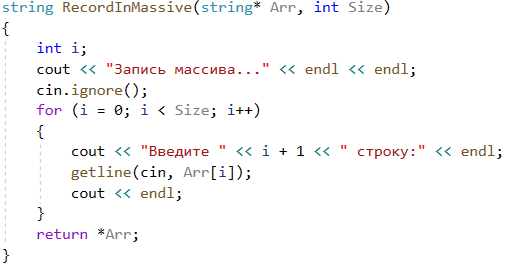 string RecordInMassive(string* Arr, int Size)
{
    int i;
    cout << "Запись массива..." << endl << endl;
    cin.ignore();
    for (i = 0; i < Size; i++)
    {
        cout << "Введите " << i + 1 << " строку:" << endl;
        getline(cin, Arr[i]);
        cout << endl;
    }
    return *Arr;
}